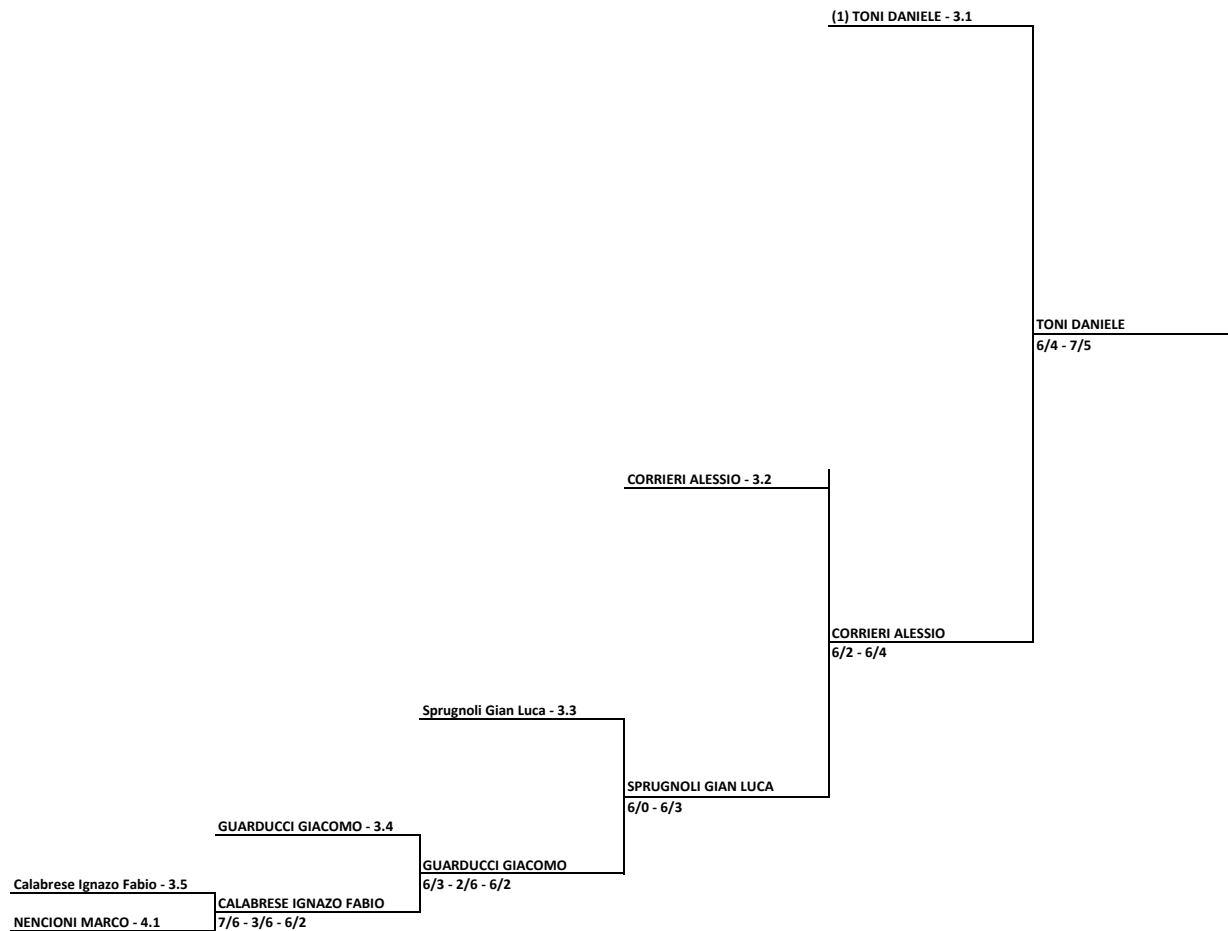 (1) TONI DANIELE - 3.1
TONI DANIELE
6/4 - 7/5
CORRIERI ALESSIO - 3.2
CORRIERI ALESSIO
6/2 - 6/4
Sprugnoli Gian Luca - 3.3
SPRUGNOLI GIAN LUCA
6/0 - 6/3
GUARDUCCI GIACOMO - 3.4
GUARDUCCI GIACOMO
6/3 - 2/6 - 6/2
Calabrese Ignazo Fabio - 3.5
CALABRESE IGNAZO FABIO
7/6 - 3/6 - 6/2
NENCIONI MARCO - 4.1